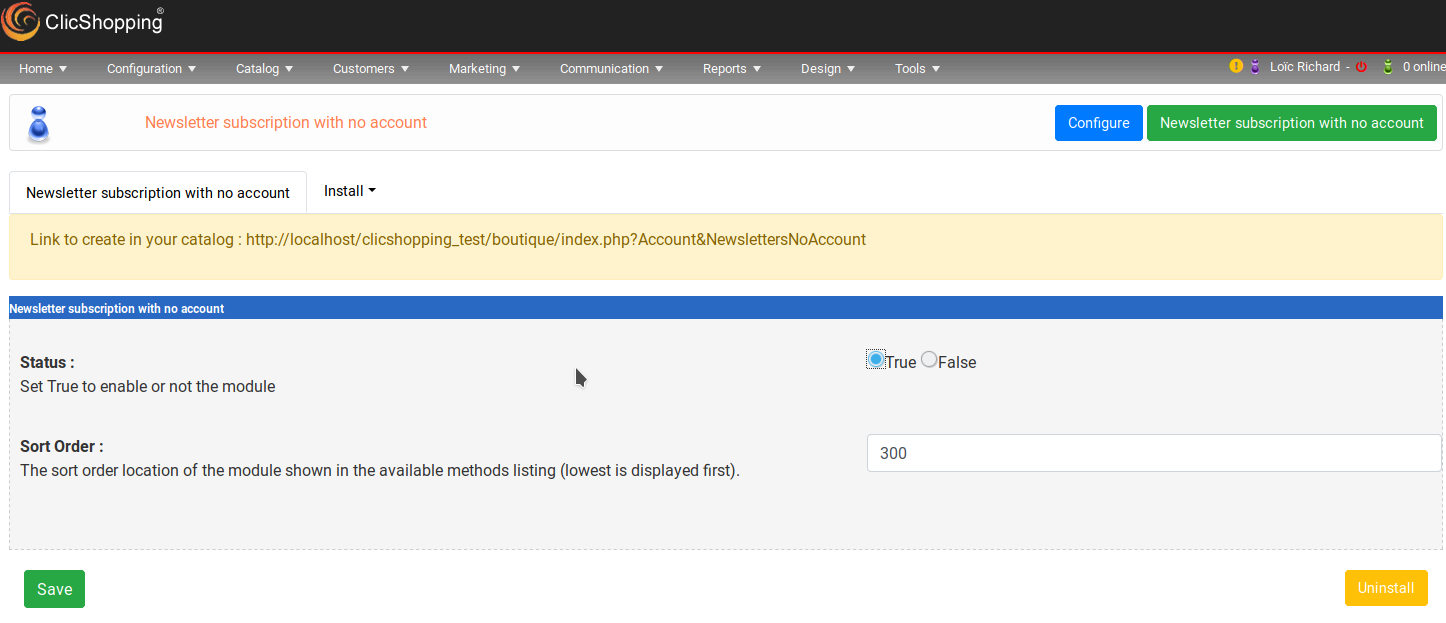 ClicShopping®
Home Configuration Catalog Customers Marketing Communication Reports Design Tools ! Loïc Richard - 0 online
Newsletter subscription with no account Configure Newsletter subscription with no account
Newsletter subscription with no account Install
Link to create in your catalog : http://localhost/clicshopping_test/boutique/index.php?Account&NewslettersNoAccount
Newsletter subscription with no account
Status : True False
Set True to enable or not the module
Sort Order :
The sort order location of the module shown in the available methods listing (lowest is displayed first). 300
Save Uninstall